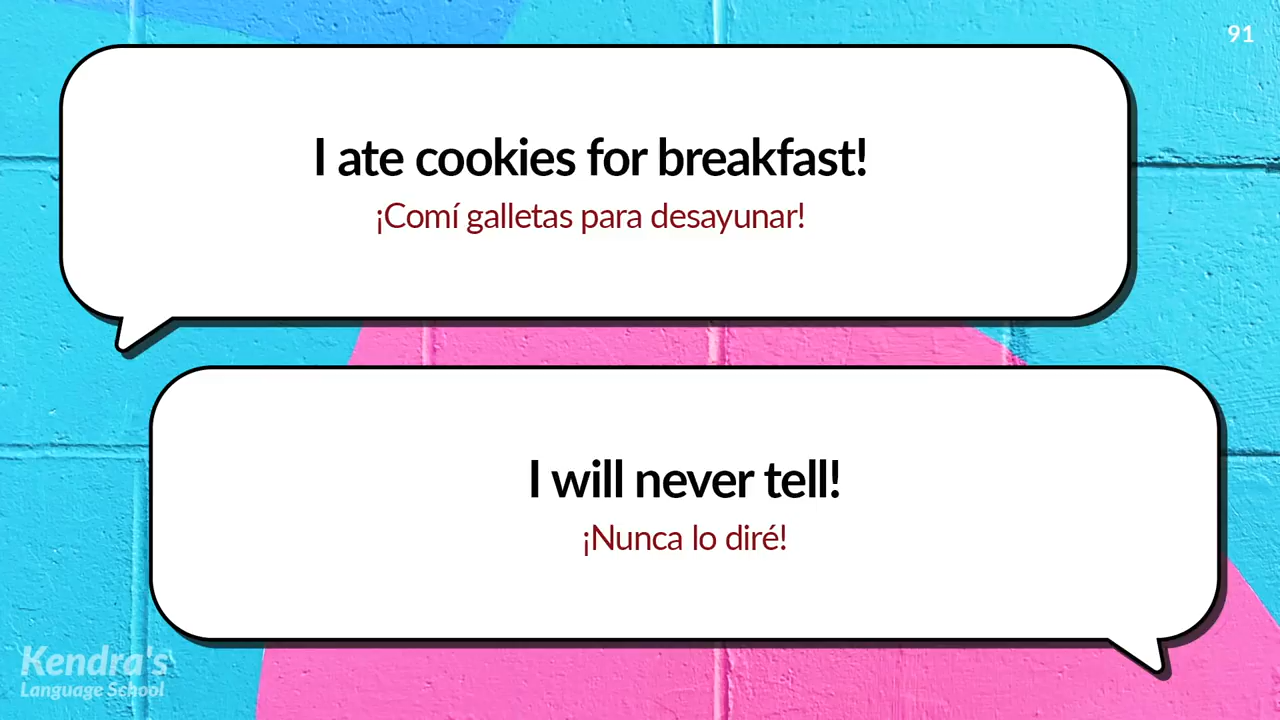 91
I ate cookies for breakfast!
¡Comí galletas para desayunar!
I will never tell!
¡Nunca lo diré!
Kendra's
Language School